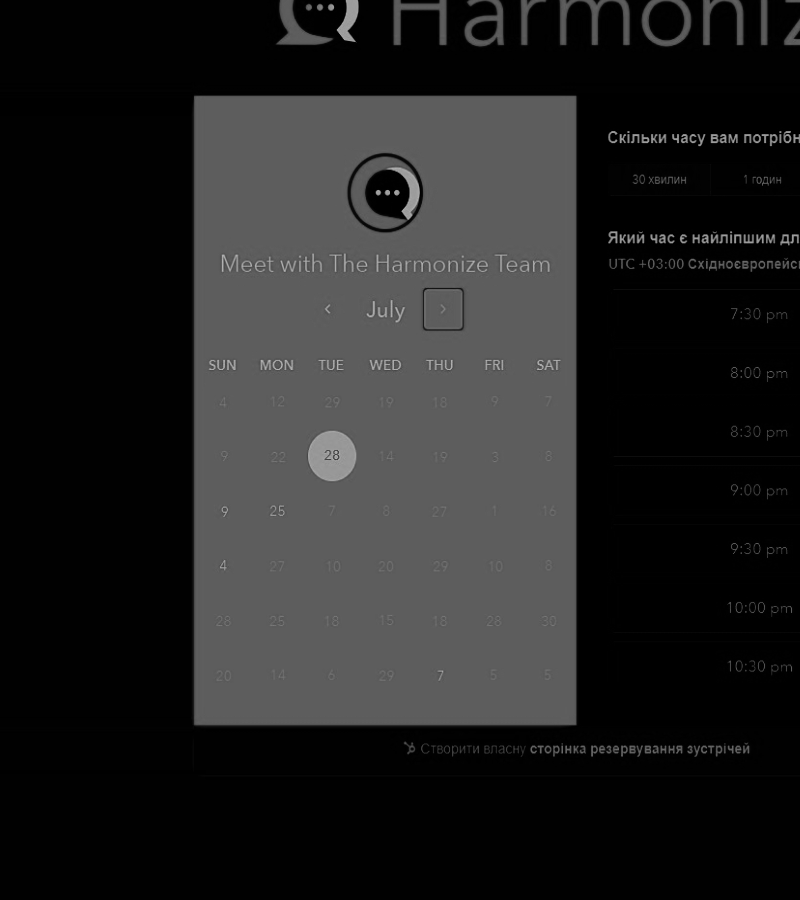 Harmoniz
Meet with The Harmonize Team
July
SUN MON TUE WED THU FRI SAT
4 12 29 19 18 9 7
9 22 28 14 19 3 8
9 25 7 8 27 1 16
4 27 10 20 29 10 8
28 25 18 15 18 28 30
20 14 6 29 7 5 5
Скільки часу вам потрібн
30 хвилин 1 годин
Який час є найліпшим дл
UTC +03:00 Східноєвропейс
7:30 pm
8:00 pm
8:30 pm
9:00 pm
9:30 pm
10:00 pm
10:30 pm
Створити власну сторінка резервування зустрічей